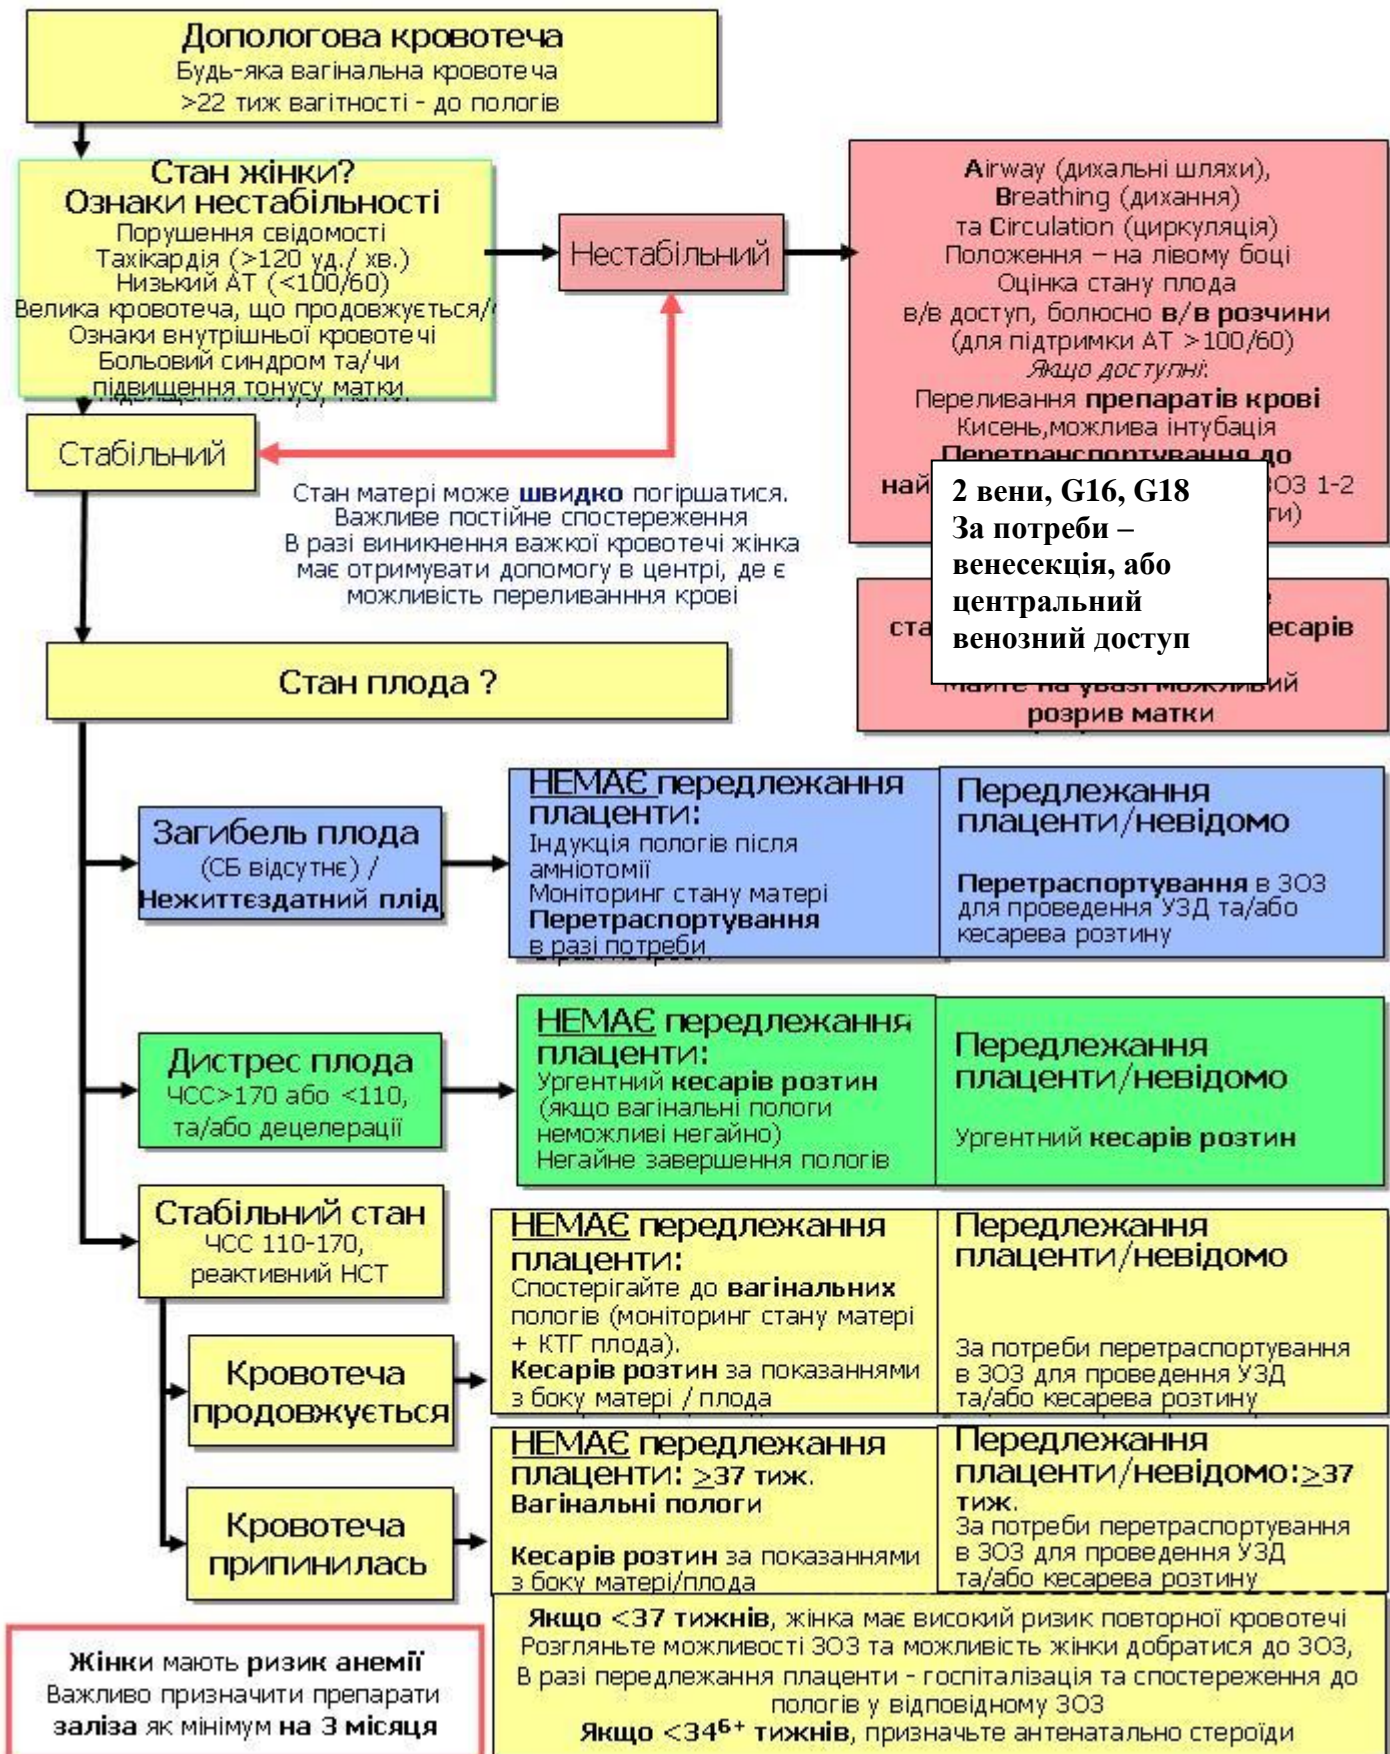 Допологова кровотеча
Будь-яка вагінальна кровотеча
>22 тиж вагітності - до пологів
Стан жінки?
Ознаки нестабільності
Порушення свідомості
Тахікардія (>120 уд./ хв.)
Низький АТ (<100/60)
Велика кровотеча, що продовжується/
Ознаки внутрішньої кровотечі
Больовий синдром та/чи
підвищення тонусу матки
Нестабільний
Airway (дихальні шляхи),
Breathing (дихання)
та Circulation (циркуляція)
Положення – на лівому боці
Оцінка стану плода
в/в доступ, болюсно в/в розчини
(для підтримки АТ >100/60)
Якщо доступні:
Переливання препаратів крові
Кисень,можлива інтубація
Перетранспортування до
ЗОЗ 1-2
2 вени, G16, G18
За потреби –
венесекція, або
центральний
венозний доступ
Майте на увазі можливий
розрив матки
Стабільний
Стан матері може швидко погіршатися.
Важливе постійне спостереження
В разі виникнення важкої кровотечі жінка
має отримувати допомогу в центрі, де є
можливість переливанння крові
Стан плода ?
Загибель плода
(СБ відсутнє) /
Нежиттєздатний плід
НЕМАЄ передлежання
плаценти:
Індукція пологів після
амніотомії
Моніторинг стану матері
Перетраспортування
в разі потреби
Передлежання
плаценти/невідомо
Перетраспортування в ЗОЗ
для проведення УЗД та/або
кесарева розтину
Дистрес плода
ЧСС>170 або <110,
та/або децелерації
НЕМАЄ передлежання
плаценти:
Ургентний кесарів розтин
(якщо вагінальні пологи
неможливі негайно)
Негайне завершення пологів
Передлежання
плаценти/невідомо
Ургентний кесарів розтин
Стабільний стан
ЧСС 110-170,
реактивний НСТ
Кровотеча
продовжується
НЕМАЄ передлежання
плаценти:
Спостерігайте до вагінальних
пологів (моніторинг стану матері
+ КТГ плода).
Кесарів розтин за показаннями
з боку матері / плода
Передлежання
плаценти/невідомо
За потреби перетраспортування
в ЗОЗ для проведення УЗД
та/або кесарева розтину
Кровотеча
припинилась
НЕМАЄ передлежання
плаценти: ≥37 тиж.
Вагінальні пологи
Кесарів розтин за показаннями
з боку матері/плода
Передлежання
плаценти/невідомо:≥37
тиж.
За потреби перетраспортування
в ЗОЗ для проведення УЗД
та/або кесарева розтину
Якщо <37 тижнів, жінка має високий ризик повторної кровотечі
Розгляньте можливості ЗОЗ та можливість жінки добратися до ЗОЗ,
В разі передлежання плаценти - госпіталізація та спостереження до
пологів у відповідному ЗОЗ
Якщо <34⁶⁺ тижнів, призначьте антенатально стероїди
Жінки мають ризик анемії
Важливо призначити препарати
заліза як мінімум на 3 місяця